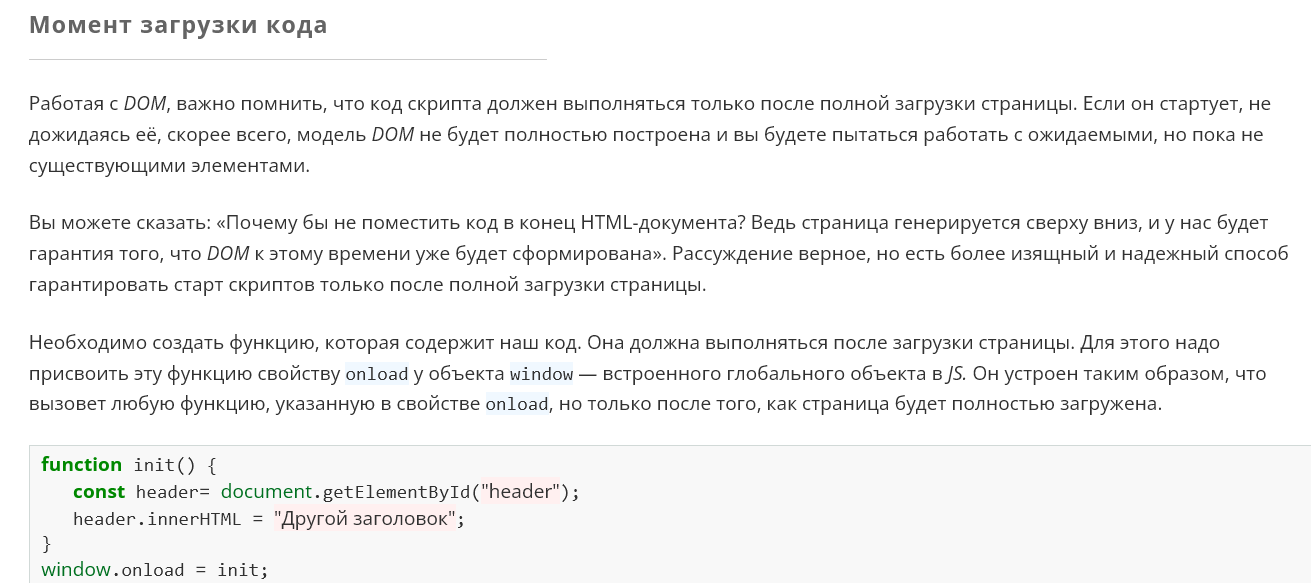 Момент загрузки кода
Работая с DOM, важно помнить, что код скрипта должен выполняться только после полной загрузки страницы. Если он стартует, не
дожидаясь её, скорее всего, модель DOM не будет полностью построена и вы будете пытаться работать с ожидаемыми, но пока не
существующими элементами.
Вы можете сказать: «Почему бы не поместить код в конец HTML-документа? Ведь страница генерируется сверху вниз, и у нас будет
гарантия того, что DOM к этому времени уже будет сформирована». Рассуждение верное, но есть более изящный и надежный способ
гарантировать старт скриптов только после полной загрузки страницы.
Необходимо создать функцию, которая содержит наш код. Она должна выполняться после загрузки страницы. Для этого надо
присвоить эту функцию свойству onload у объекта window — встроенного глобального объекта в JS. Он устроен таким образом, что
вызовет любую функцию, указанную в свойстве onload, но только после того, как страница будет полностью загружена.
function init() {
const header= document.getElementById("header");
header.innerHTML = "Другой заголовок";
}
window.onload = init;